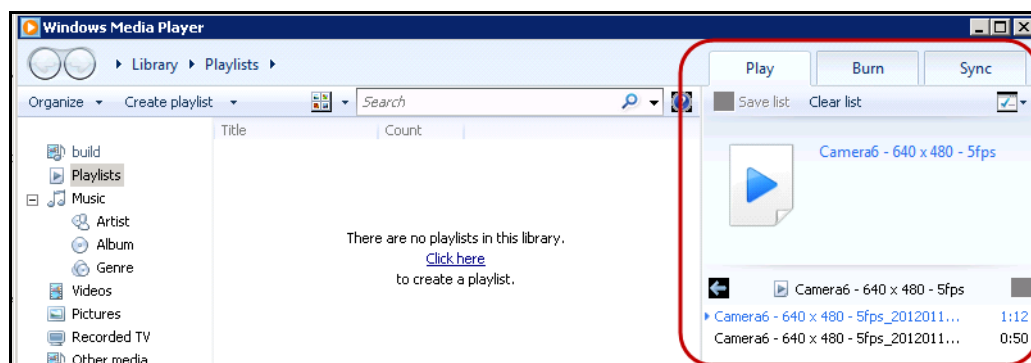 Windows Media Player
Library Playlists
Play Burn Sync
Organize Create playlist Search
Save list Clear list
Title Count
build
Playlists
Music
Artist
Album
Genre
Videos
Pictures
Recorded TV
Other media
There are no playlists in this library.
Click here
to create a playlist.
Camera6 - 640 x 480 - 5fps
Camera6 - 640 x 480 - 5fps
Camera6 - 640 x 480 - 5fps_2012011... 1:12
Camera6 - 640 x 480 - 5fps_2012011... 0:50